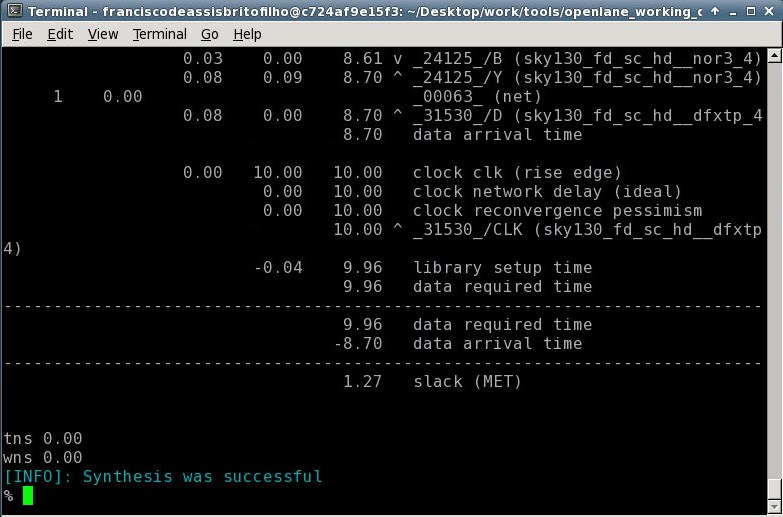 Terminal - franciscodeassisbritofilho@c724af9e15f3: ~/Desktop/work/tools/openlane_working_d
File Edit View Terminal Go Help
0.03 0.00 8.61 v _24125_/B (sky130_fd_sc_hd__nor3_4)
0.08 0.09 8.70 ^ _24125_/Y (sky130_fd_sc_hd__nor3_4)
1 0.00 _00063_ (net)
0.08 0.00 8.70 ^ _31530_/D (sky130_fd_sc_hd__dfxtp_4
8.70 data arrival time
0.00 10.00 10.00 clock clk (rise edge)
0.00 10.00 clock network delay (ideal)
0.00 10.00 clock reconvergence pessimism
10.00 ^ _31530_/CLK (sky130_fd_sc_hd__dfxtp
4)
-0.04 9.96 library setup time
9.96 data required time
----------------------------------------------------------------------------
9.96 data required time
-8.70 data arrival time
----------------------------------------------------------------------------
1.27 slack (MET)
tns 0.00
wns 0.00
[INFO]: Synthesis was successful
%